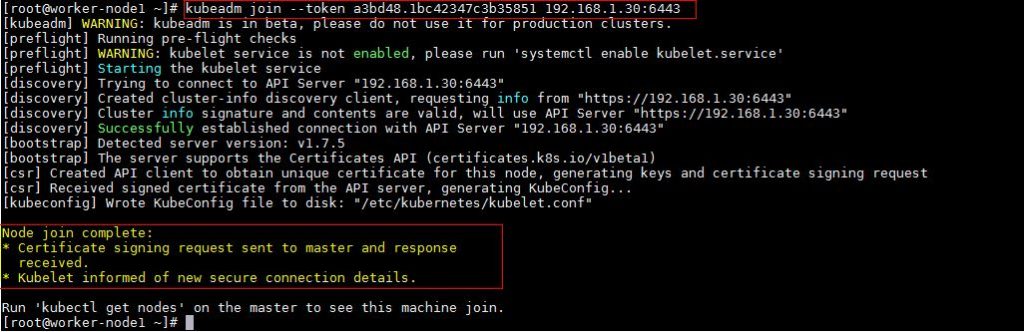 [root@worker-node1 ~]# kubeadm join --token a3bd48.1bc42347c3b35851 192.168.1.30:6443
[kubeadm] WARNING: kubeadm is in beta, please do not use it for production clusters.
[preflight] Running pre-flight checks
[preflight] WARNING: kubelet service is not enabled, please run 'systemctl enable kubelet.service'
[preflight] Starting the kubelet service
[discovery] Trying to connect to API Server "192.168.1.30:6443"
[discovery] Created cluster-info discovery client, requesting info from "https://192.168.1.30:6443"
[discovery] Cluster info signature and contents are valid, will use API Server "https://192.168.1.30:6443"
[discovery] Successfully established connection with API Server "192.168.1.30:6443"
[bootstrap] Detected server version: v1.7.5
[bootstrap] The server supports the Certificates API (certificates.k8s.io/v1beta1)
[csr] Created API client to obtain unique certificate for this node, generating keys and certificate signing request
[csr] Received signed certificate from the API server, generating KubeConfig...
[kubeconfig] Wrote KubeConfig file to disk: "/etc/kubernetes/kubelet.conf"
Node join complete:
* Certificate signing request sent to master and response
received.
* Kubelet informed of new secure connection details.
Run 'kubectl get nodes' on the master to see this machine join.
[root@worker-node1 ~]#